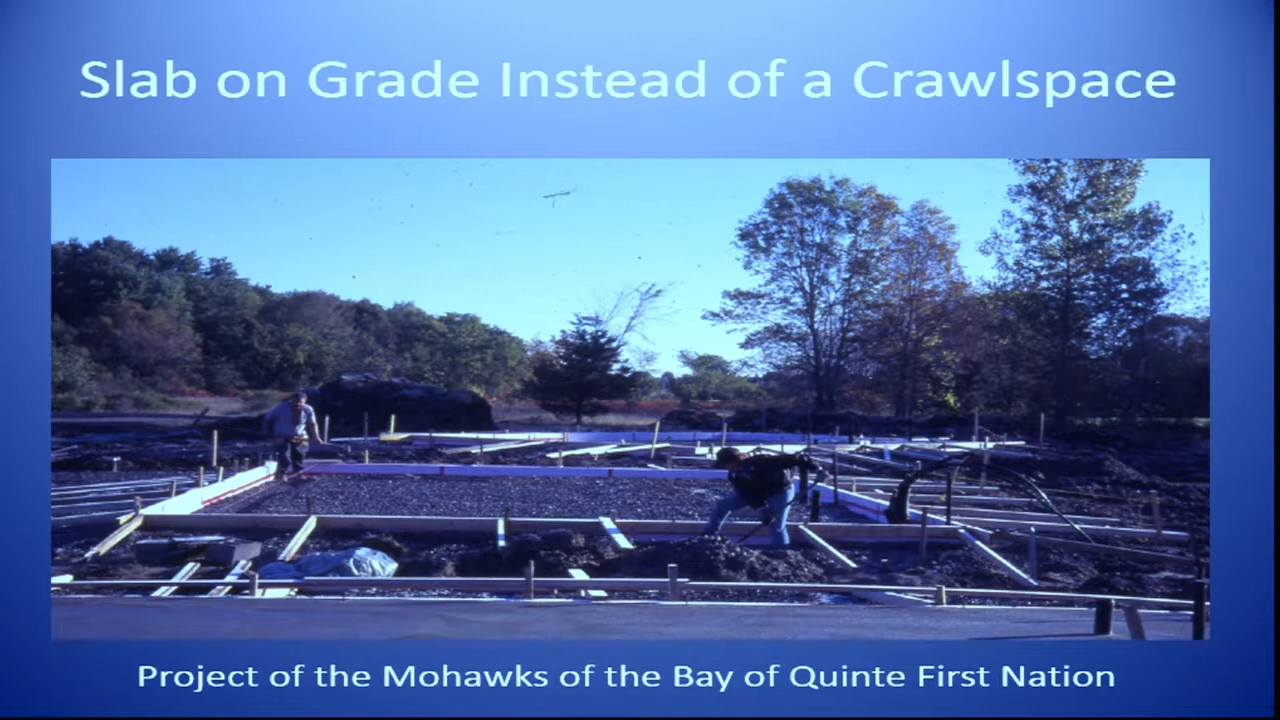 Slab on Grade Instead of a Crawlspace
Project of the Mohawks of the Bay of Quinte First Nation